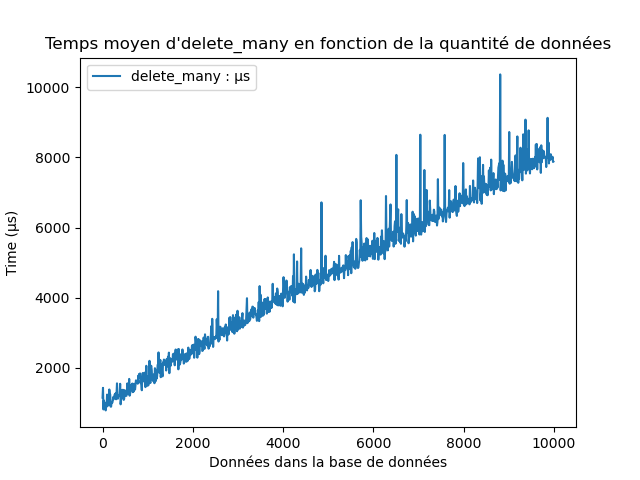 Temps moyen d'delete_many en fonction de la quantité de données
delete_many : µs
10000
8000
6000
4000
2000
Time (µs)
0 2000 4000 6000 8000 10000
Données dans la base de données